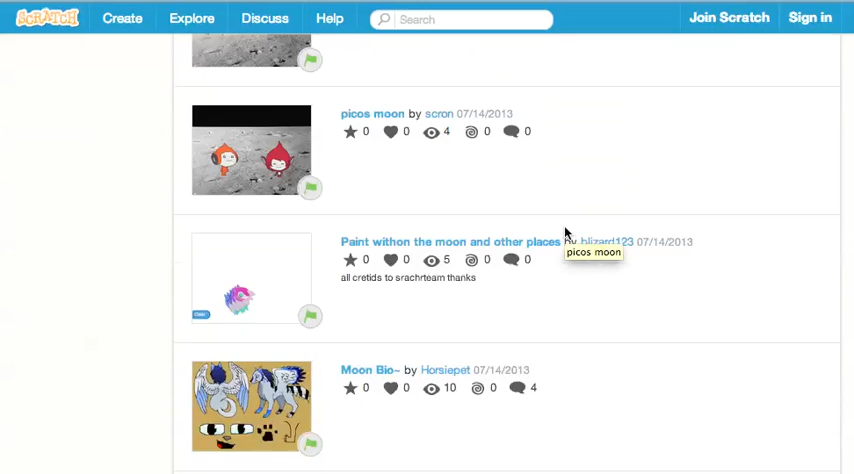 SCRATCH Create Explore Discuss Help Search Join Scratch Sign in
picos moon by scron 07/14/2013
0 0 4 0 0
Paint withon the moon and other places by blizard123 07/14/2013
picos moon
0 0 5 0 0
all cretids to srachrteam thanks
Moon Bio~ by Horsiepet 07/14/2013
0 0 10 0 4